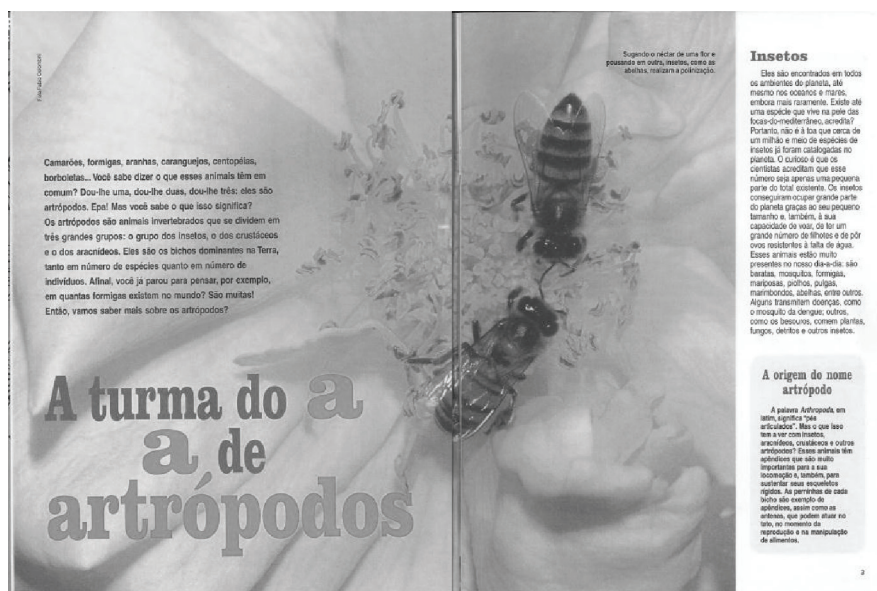 Camarões, formigas, aranhas, caranguejos, centopéias,
borboletas... Você sabe dizer o que esses animais têm em
comum? Dou-lhe uma, dou-lhe duas, dou-lhe três: eles são
artrópodos. Epa! Mas você sabe o que isso significa?
Os artrópodos são animais invertebrados que se dividem em
três grandes grupos: o grupo dos insetos, o dos crustáceos
e o dos aracnídeos. Eles são os bichos dominantes na Terra,
tanto em número de espécies quanto em número de
indivíduos. Afinal, você já parou para pensar, por exemplo,
em quantas formigas existem no mundo? São muitas!
Então, vamos saber mais sobre os artrópodos?
A turma do a
a de
artrópodos
Sugando o néctar de uma flor e
pousando em outra, insetos, como as
abelhas, realizam a polinização.
Insetos
Eles são encontrados em todos
os ambientes do planeta, até
mesmo nos oceanos e mares,
embora mais raramente. Existe até
uma espécie que vive na pele das
focas-do-mediterrâneo, acredita?
Portanto, não é à toa que cerca de
um milhão e meio de espécies de
insetos já foram catalogadas no
planeta. O curioso é que os
cientistas acreditam que esse
número seja apenas uma pequena
parte do total existente. Os insetos
conseguiram ocupar grande parte
do planeta graças ao seu pequeno
tamanho e, também, à sua
capacidade de voar, de ter um
grande número de filhotes e de pôr
ovos resistentes à falta de água.
Esses animais estão muito
presentes no nosso dia-a-dia: são
baratas, mosquitos, formigas,
mariposas, piolhos, pulgas,
marimbondos, abelhas, entre outros.
Alguns transmitem doenças, como
o mosquito da dengue; outros,
como os besouros, comem plantas,
fungos, detritos e outros insetos.
A origem do nome
artrópodo
A palavra Arthropoda, em
latim, significa "pés
articulados". Mas o que isso
tem a ver com insetos,
aracnídeos, crustáceos e outros
artrópodos? Esses animais têm
apêndices que são muito
importantes para a sua
locomoção e, também, para
sustentar seus esqueletos
rígidos. As perninhas de cada
bicho são exemplo de
apêndices, assim como as
antenas, que podem atuar no
tato, no momento da
reprodução e na manipulação
de alimentos.
3